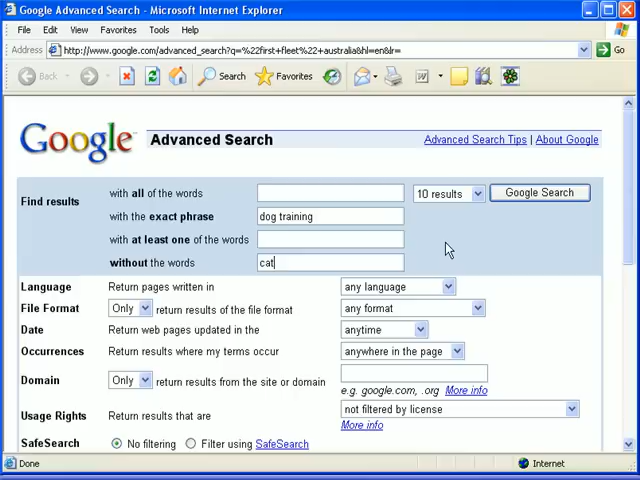 Google Advanced Search - Microsoft Internet Explorer
File Edit View Favorites Tools Help
Address http://www.google.com/advanced_search?q=%22first+fleet%22+australia&hl=en&lr= Go
Back Search Favorites W
Google Advanced Search Advanced Search Tips | About Google
Find results with all of the words 10 results Google Search
with the exact phrase dog training
with at least one of the words
without the words cat
Language Return pages written in any language
File Format Only return results of the file format any format
Date Return web pages updated in the anytime
Occurrences Return results where my terms occur anywhere in the page
Domain Only return results from the site or domain
e.g. google.com, .org More info
Usage Rights Return results that are not filtered by license
More info
SafeSearch No filtering Filter using SafeSearch
Done Internet